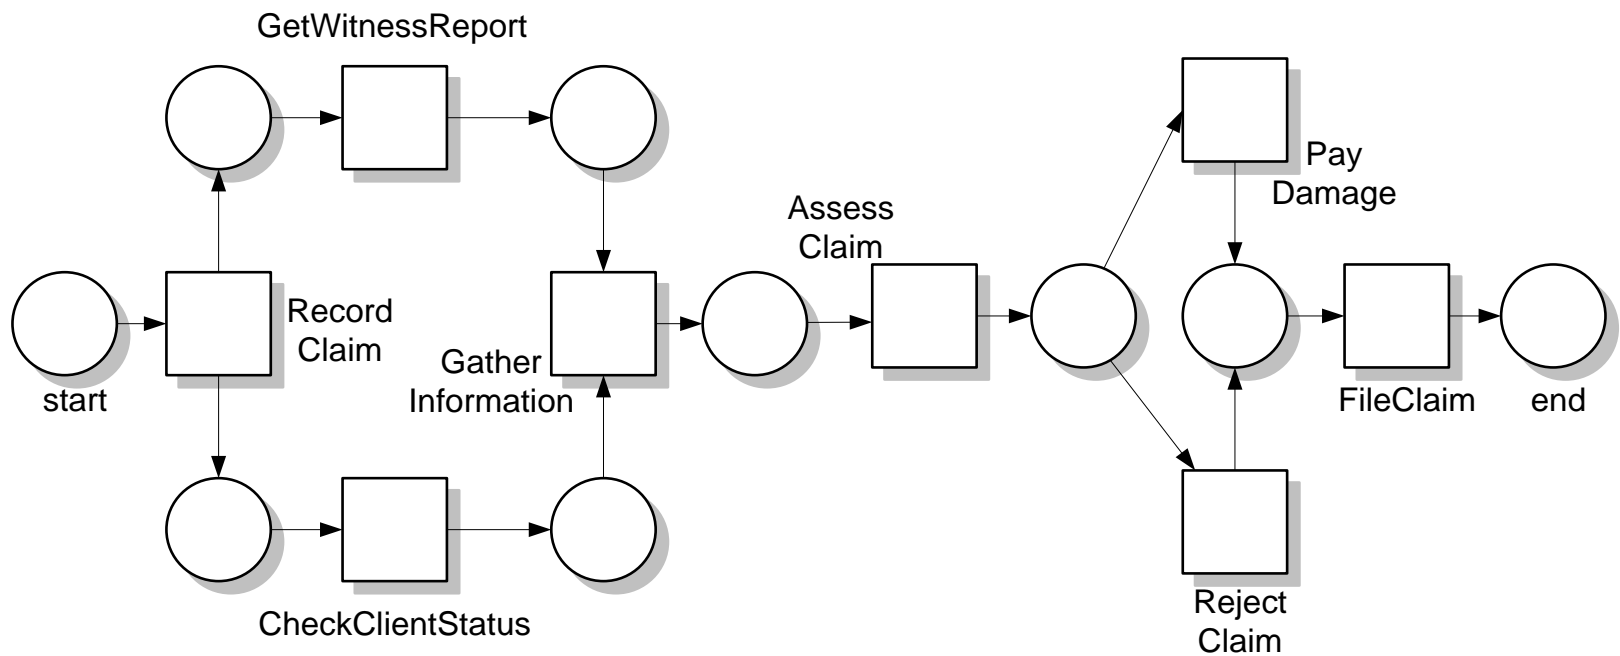 GetWitnessReport
Pay
Damage
Assess
Claim
Record
Claim
Gather
Information
start
FileClaim
end
CheckClientStatus
Reject
Claim